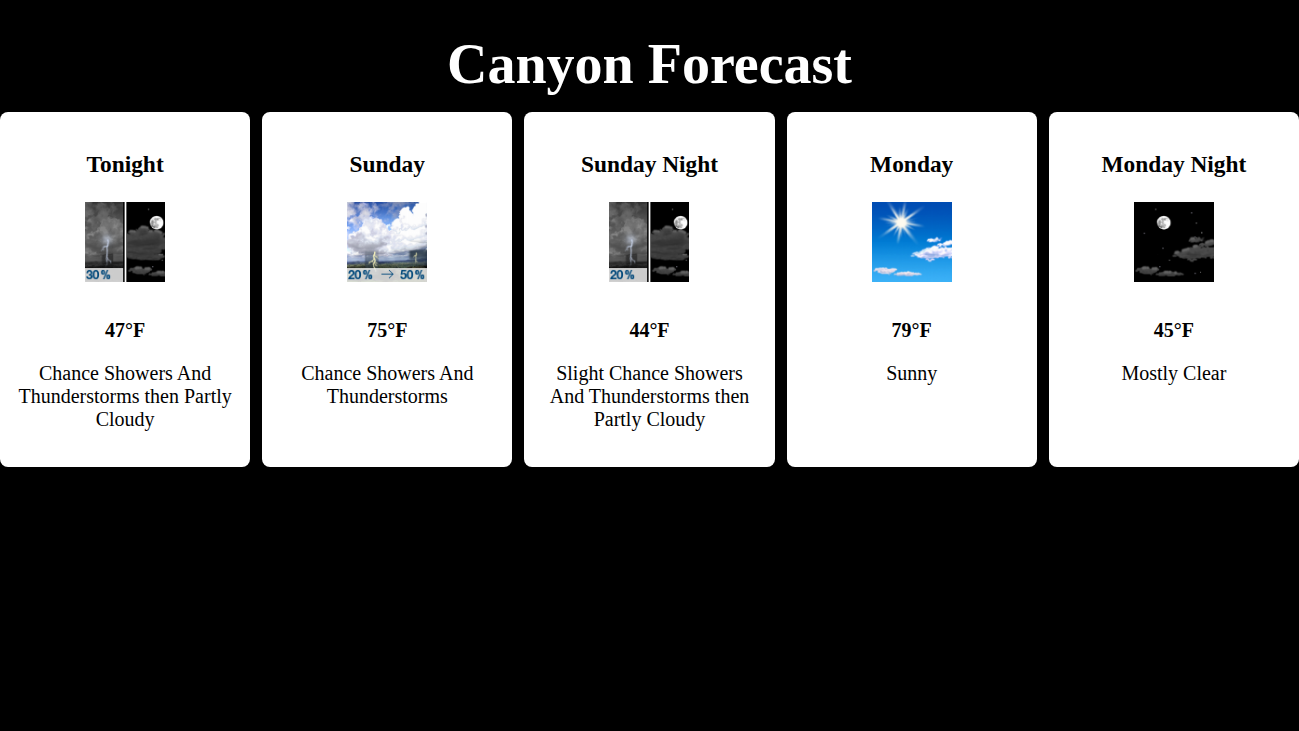 Canyon Forecast
Tonight
30%
47°F
Chance Showers And
Thunderstorms then Partly
Cloudy
Sunday
20% → 50%
75°F
Chance Showers And
Thunderstorms
Sunday Night
20%
44°F
Slight Chance Showers
And Thunderstorms then
Partly Cloudy
Monday
79°F
Sunny
Monday Night
45°F
Mostly Clear